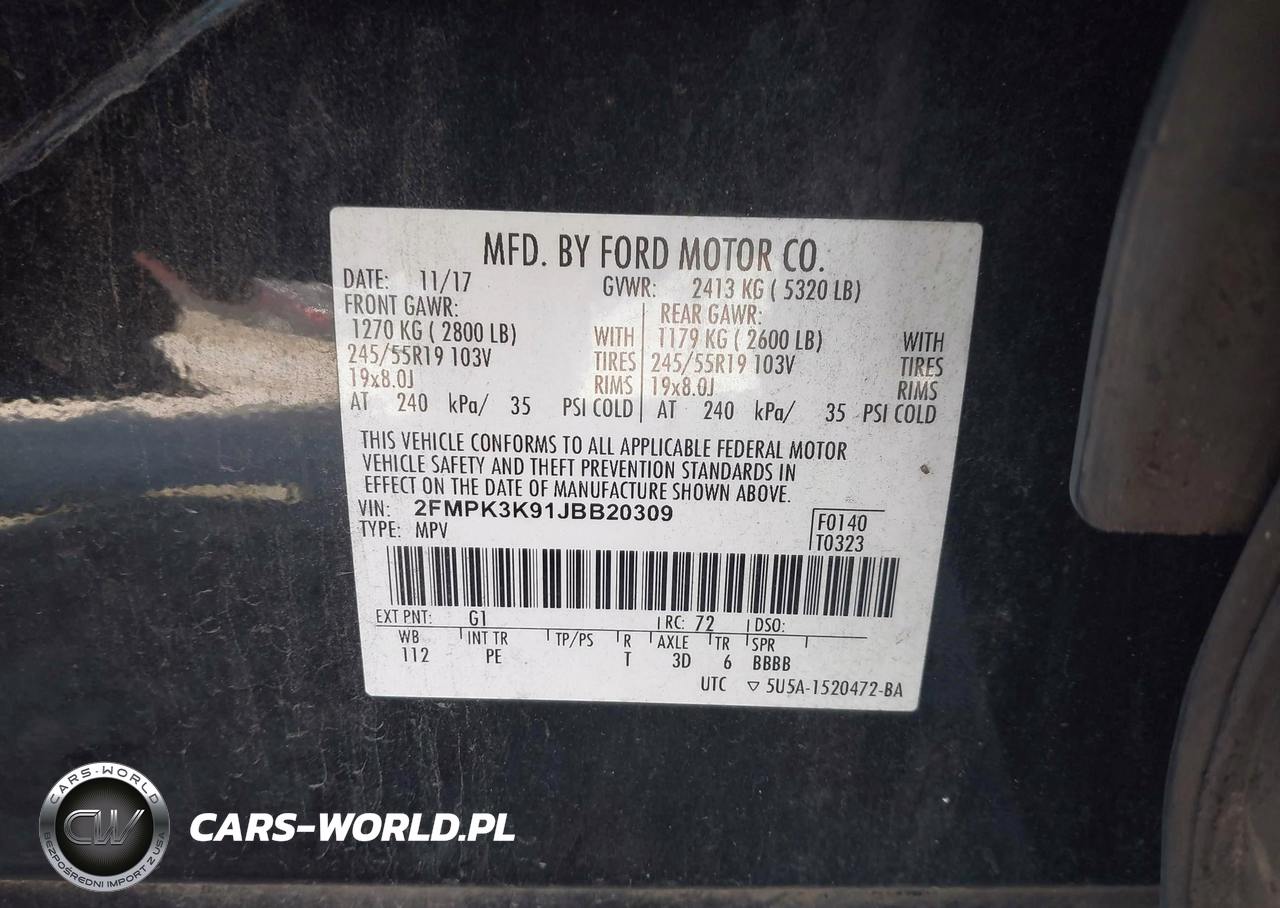 MFD. BY FORD MOTOR CO.
DATE: 11/17 GVWR: 2413 KG ( 5320 LB)
FRONT GAWR: REAR GAWR:
1270 KG ( 2800 LB) WITH 1179 KG ( 2600 LB) WITH
245/55R19 103V TIRES 245/55R19 103V TIRES
19x8.0J RIMS 19x8.0J RIMS
AT 240 kPa/ 35 PSI COLD AT 240 kPa/ 35 PSI COLD
THIS VEHICLE CONFORMS TO ALL APPLICABLE FEDERAL MOTOR
VEHICLE SAFETY AND THEFT PREVENTION STANDARDS IN
EFFECT ON THE DATE OF MANUFACTURE SHOWN ABOVE.
VIN: 2FMPK3K91JBB20309
TYPE: MPV
F0140
T0323
EXT PNT: G1 RC: 72 DSO:
WB INT TR TP/PS R AXLE TR SPR
112 PE T 3D 6 BBBB
UTC ▽ 5U5A-1520472-BA
CARS-WORLD
CW
BEZPOŚREDNI IMPORT Z USA
CARS-WORLD.PL